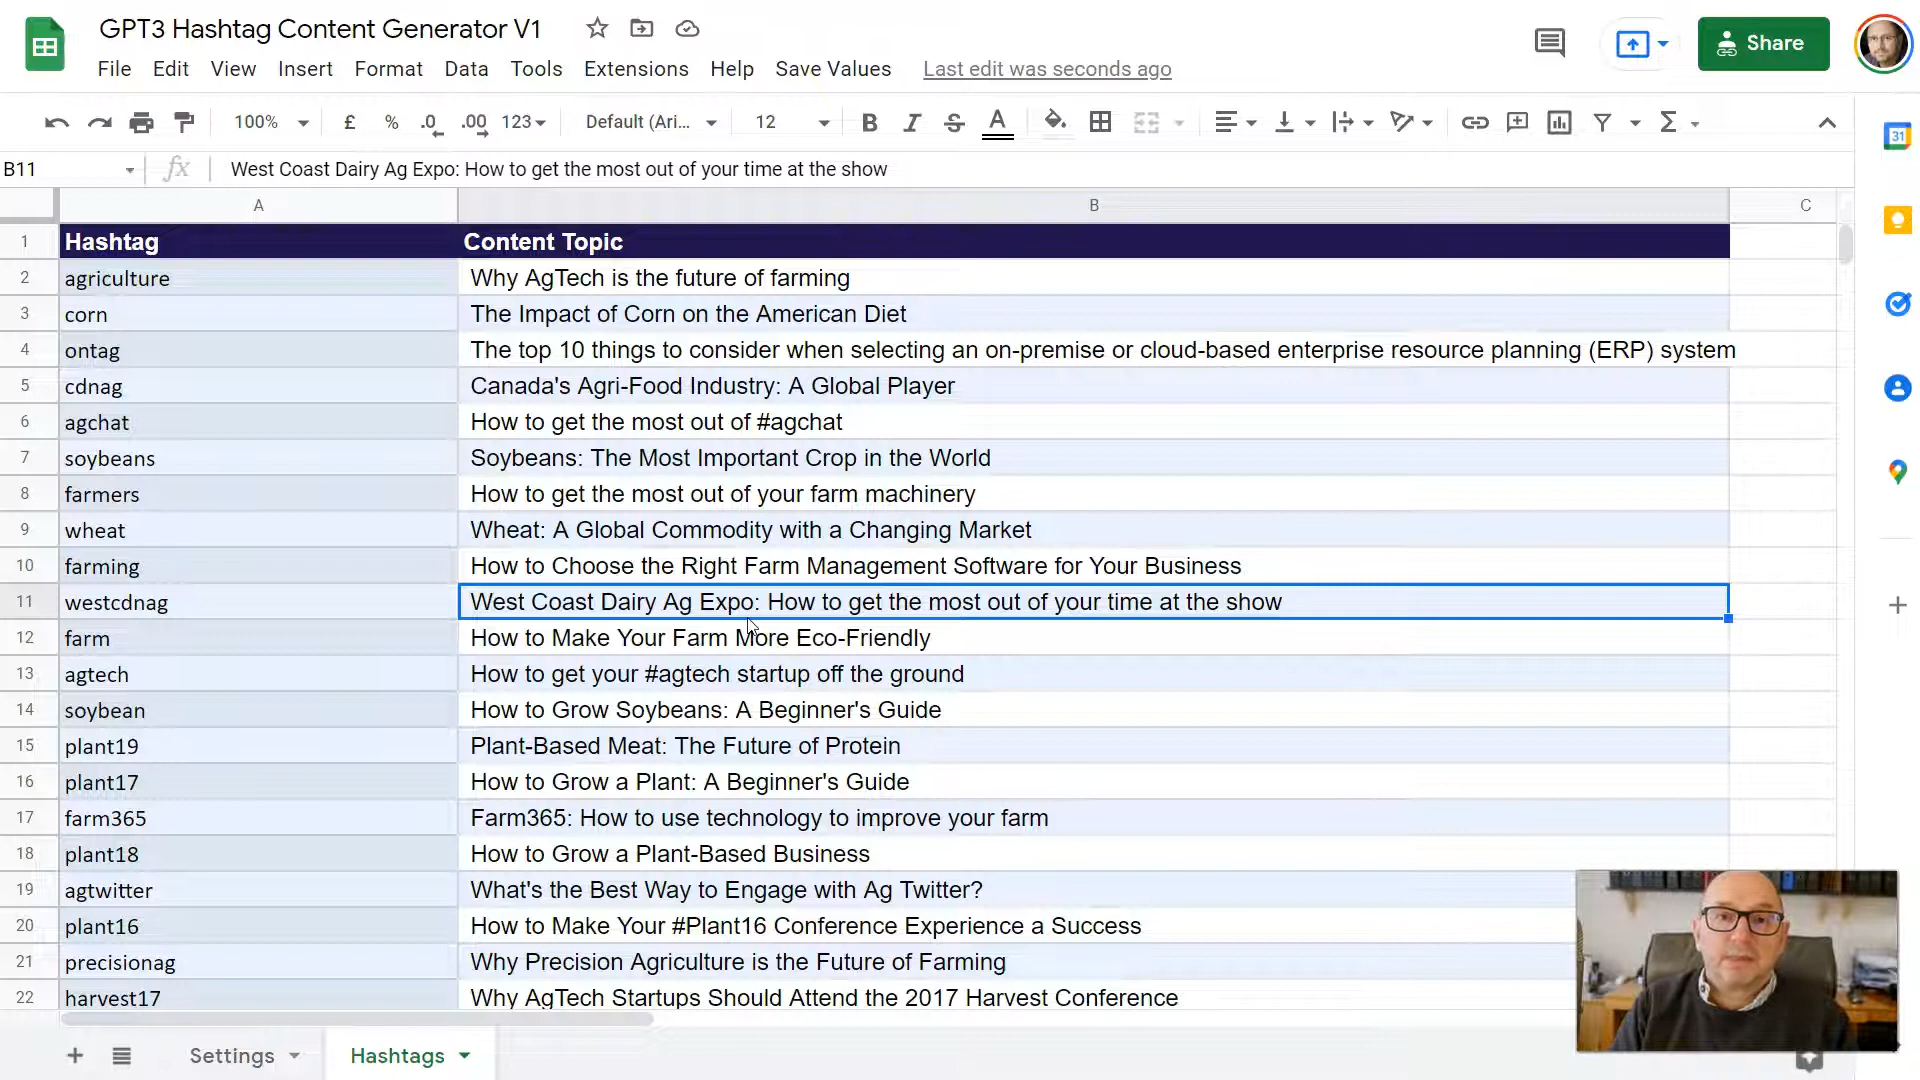 GPT3 Hashtag Content Generator V1
Share
File Edit View Insert Format Data Tools Extensions Help Save Values Last edit was seconds ago
100% £ % .0 .00 123 Default (Ari... 12 B I S A Σ
31
B11 fx West Coast Dairy Ag Expo: How to get the most out of your time at the show
A B C
1 Hashtag Content Topic
2 agriculture Why AgTech is the future of farming
3 corn The Impact of Corn on the American Diet
4 ontag The top 10 things to consider when selecting an on-premise or cloud-based enterprise resource planning (ERP) system
5 cdnag Canada's Agri-Food Industry: A Global Player
6 agchat How to get the most out of #agchat
7 soybeans Soybeans: The Most Important Crop in the World
8 farmers How to get the most out of your farm machinery
9 wheat Wheat: A Global Commodity with a Changing Market
10 farming How to Choose the Right Farm Management Software for Your Business
11 westcdnag West Coast Dairy Ag Expo: How to get the most out of your time at the show
12 farm How to Make Your Farm More Eco-Friendly
13 agtech How to get your #agtech startup off the ground
14 soybean How to Grow Soybeans: A Beginner's Guide
15 plant19 Plant-Based Meat: The Future of Protein
16 plant17 How to Grow a Plant: A Beginner's Guide
17 farm365 Farm365: How to use technology to improve your farm
18 plant18 How to Grow a Plant-Based Business
19 agtwitter What's the Best Way to Engage with Ag Twitter?
20 plant16 How to Make Your #Plant16 Conference Experience a Success
21 precisionag Why Precision Agriculture is the Future of Farming
22 harvest17 Why AgTech Startups Should Attend the 2017 Harvest Conference
Settings Hashtags